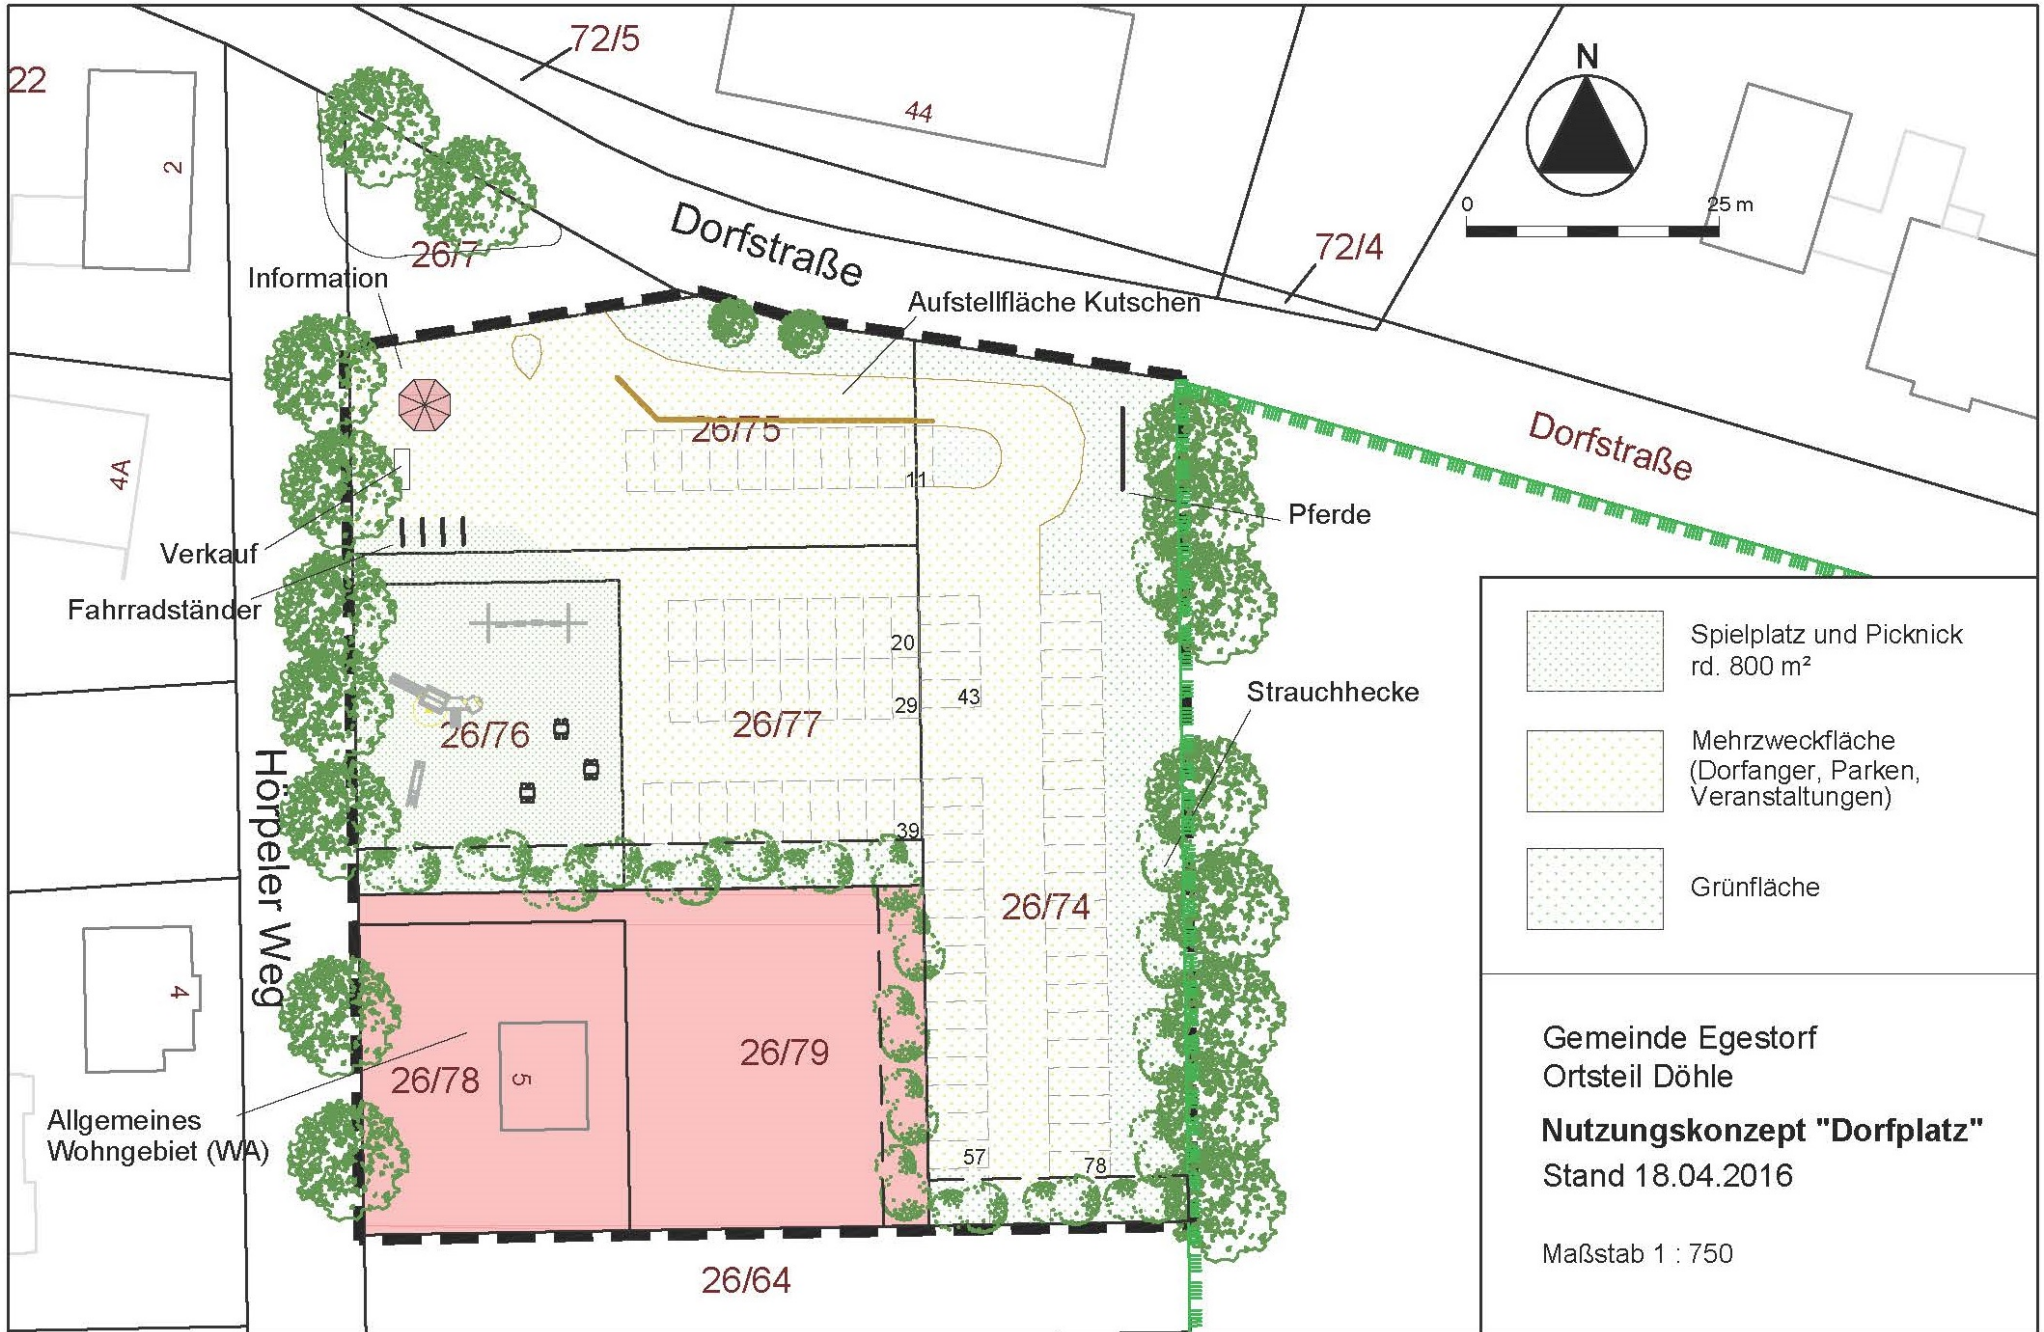 72/5
22
44
N
2
0
25 m
Dorfstraße
72/4
26/7
Information
Aufstellfläche Kutschen
26/75
Dorfstraße
4A
11
Pferde
Verkauf
Fahrradständer
Spielplatz und Picknick
rd. 800 m²
20
Strauchhecke
29
43
26/76
26/77
Mehrzweckfläche
(Dorfanger, Parken,
Veranstaltungen)
Hörpeler Weg
39
Grünfläche
26/74
4
Gemeinde Egestorf
Ortsteil Döhle
26/79
26/78
5
Allgemeines
Wohngebiet (WA)
Nutzungskonzept "Dorfplatz"
57
78
Stand 18.04.2016
Maßstab 1 : 750
26/64